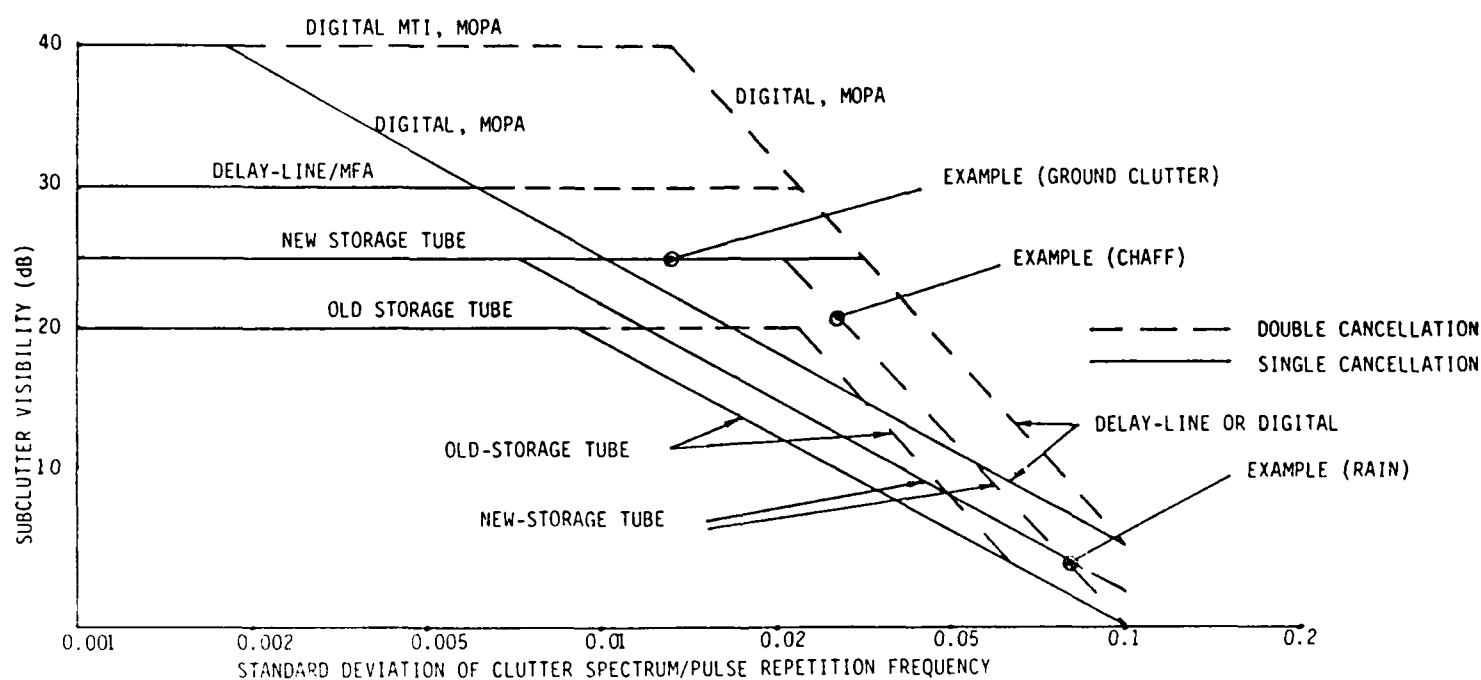 DIGITAL MTI, MOPA
40
DIGITAL, MOPA
DIGITAL, MOPA
DELAY-LINE/MFA
30
EXAMPLE (GROUND CLUTTER)
NEW STORAGE TUBE
EXAMPLE (CHAFF)
OLD STORAGE TUBE
20
DOUBLE CANCELLATION
SINGLE CANCELLATION
SUBCLUTTER VISIBILITY (dB)
DELAY-LINE OR DIGITAL
OLD-STORAGE TUBE
10
EXAMPLE (RAIN)
NEW-STORAGE TUBE
0.001 0.002 0.005 0.01 0.02 0.05 0.1 0.2
STANDARD DEVIATION OF CLUTTER SPECTRUM/PULSE REPETITION FREQUENCY